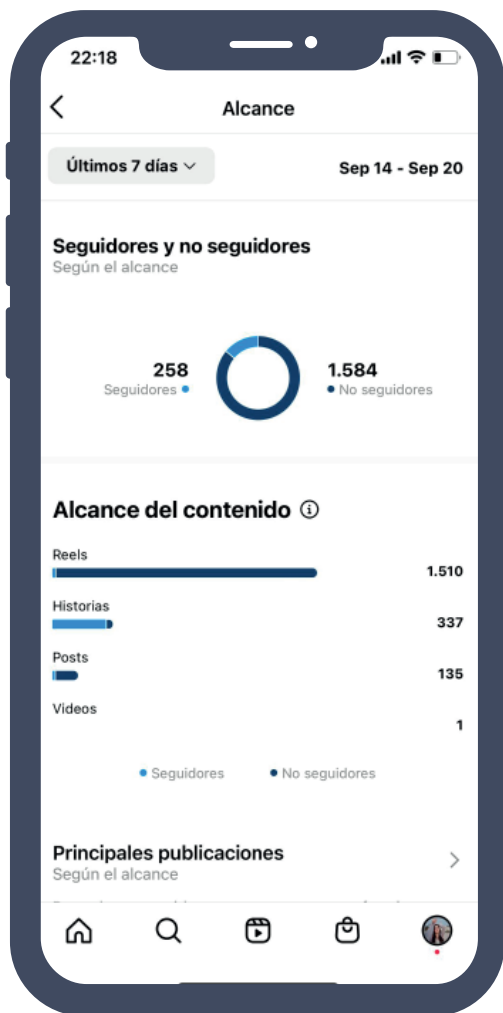 22:18
Alcance
Últimos 7 días
Sep 14 - Sep 20
Seguidores y no seguidores
Según el alcance
258
Seguidores
1.584
No seguidores
Alcance del contenido
Reels
1.510
Historias
337
Posts
135
Videos
1
Seguidores
No seguidores
Principales publicaciones
Según el alcance